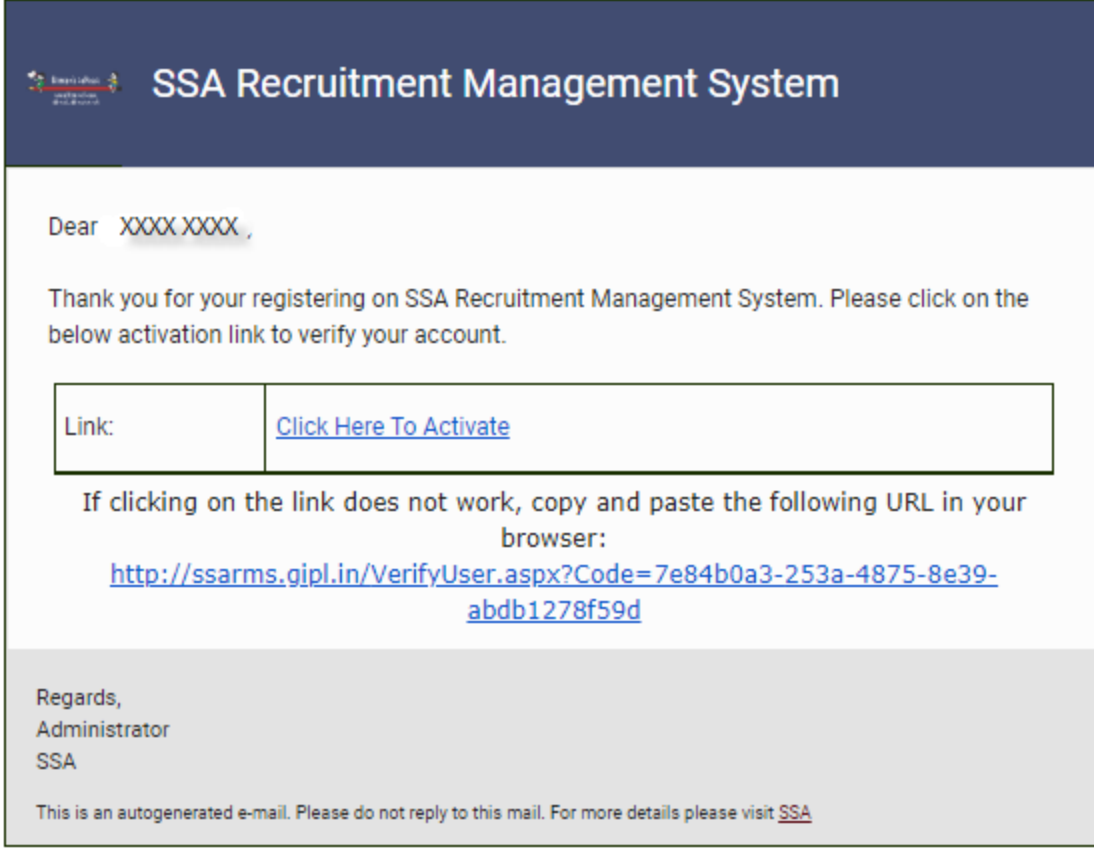 SSA Recruitment Management System
Dear XXXX XXXX ,
Thank you for your registering on SSA Recruitment Management System. Please click on the
below activation link to verify your account.
Link: Click Here To Activate
If clicking on the link does not work, copy and paste the following URL in your
browser:
http://ssarms.gipl.in/VerifyUser.aspx?Code=7e84b0a3-253a-4875-8e39-
abdb1278f59d
Regards,
Administrator
SSA
This is an autogenerated e-mail. Please do not reply to this mail. For more details please visit SSA